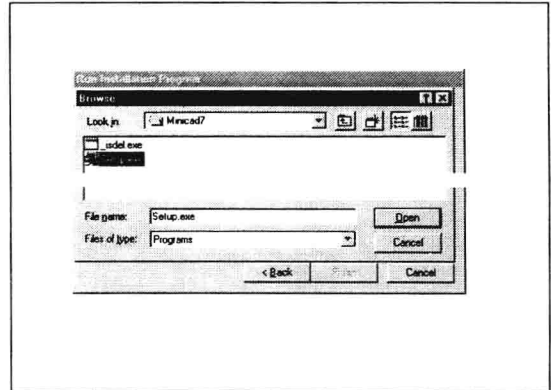 Run Installation Program
Browse
Look in: Minicad7
_isdel.exe
File name: Setup.exe
Open
Files of type: Programs
Cancel
< Back
Cancel